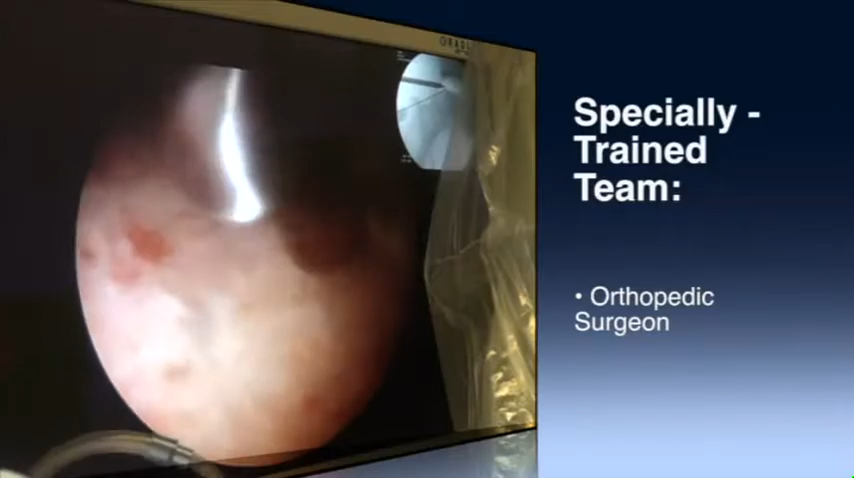 Specially -
Trained
Team:
• Orthopedic
Surgeon